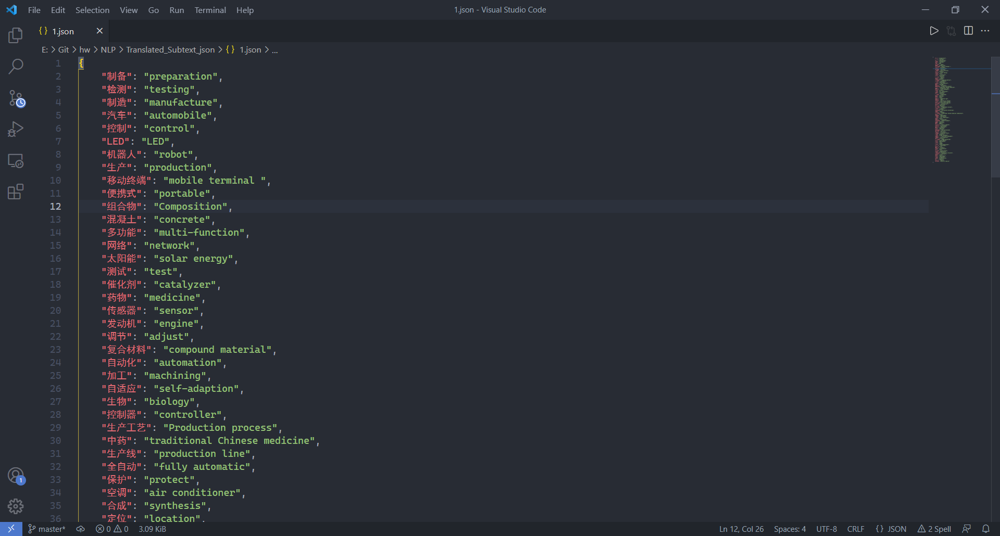 File Edit Selection View Go Run Terminal Help
1.json - Visual Studio Code
{} 1.json
E: > Git > hw > NLP > Translated_Subtext_json > {} 1.json > ...
1 {
2 "制备": "preparation",
3 "检测": "testing",
4 "制造": "manufacture",
5 "汽车": "automobile",
6 "控制": "control",
7 "LED": "LED",
8 "机器人": "robot",
9 "生产": "production",
10 "移动终端": "mobile terminal ",
11 "便携式": "portable",
12 "组合物": "Composition",
13 "混凝土": "concrete",
14 "多功能": "multi-function",
15 "网络": "network",
16 "太阳能": "solar energy",
17 "测试": "test",
18 "催化剂": "catalyzer",
19 "药物": "medicine",
20 "传感器": "sensor",
21 "发动机": "engine",
22 "调节": "adjust",
23 "复合材料": "compound material",
24 "自动化": "automation",
25 "加工": "machining",
26 "自适应": "self-adaption",
27 "生物": "biology",
28 "控制器": "controller",
29 "生产工艺": "Production process",
30 "中药": "traditional Chinese medicine",
31 "生产线": "production line",
32 "全自动": "fully automatic",
33 "保护": "protect",
34 "空调": "air conditioner",
35 "合成": "synthesis",
36 "定位": "location",
1
master* 0 0 3.09 KiB Ln 12, Col 26 Spaces: 4 UTF-8 CRLF {} JSON 2 Spell